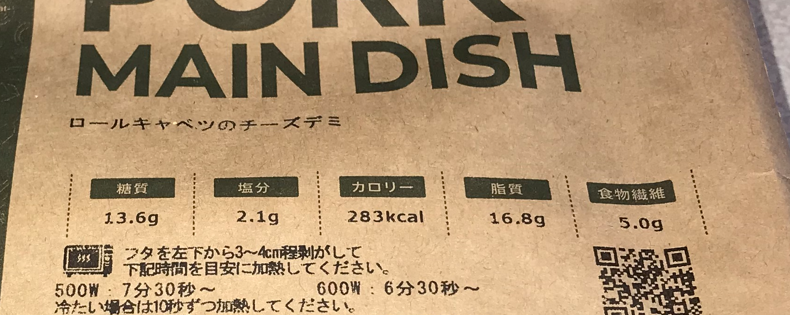 PORK
MAIN DISH
ロールキャベツのチーズデミ
糖質 塩分 カロリー 脂質 食物繊維
13.6g 2.1g 283kcal 16.8g 5.0g
フタを左下から3~4cm程剥がして
下記時間を目安に加熱してください。
500W : 7分30秒~ 600W : 6分30秒~
冷たい場合は10秒ずつ加熱してください。